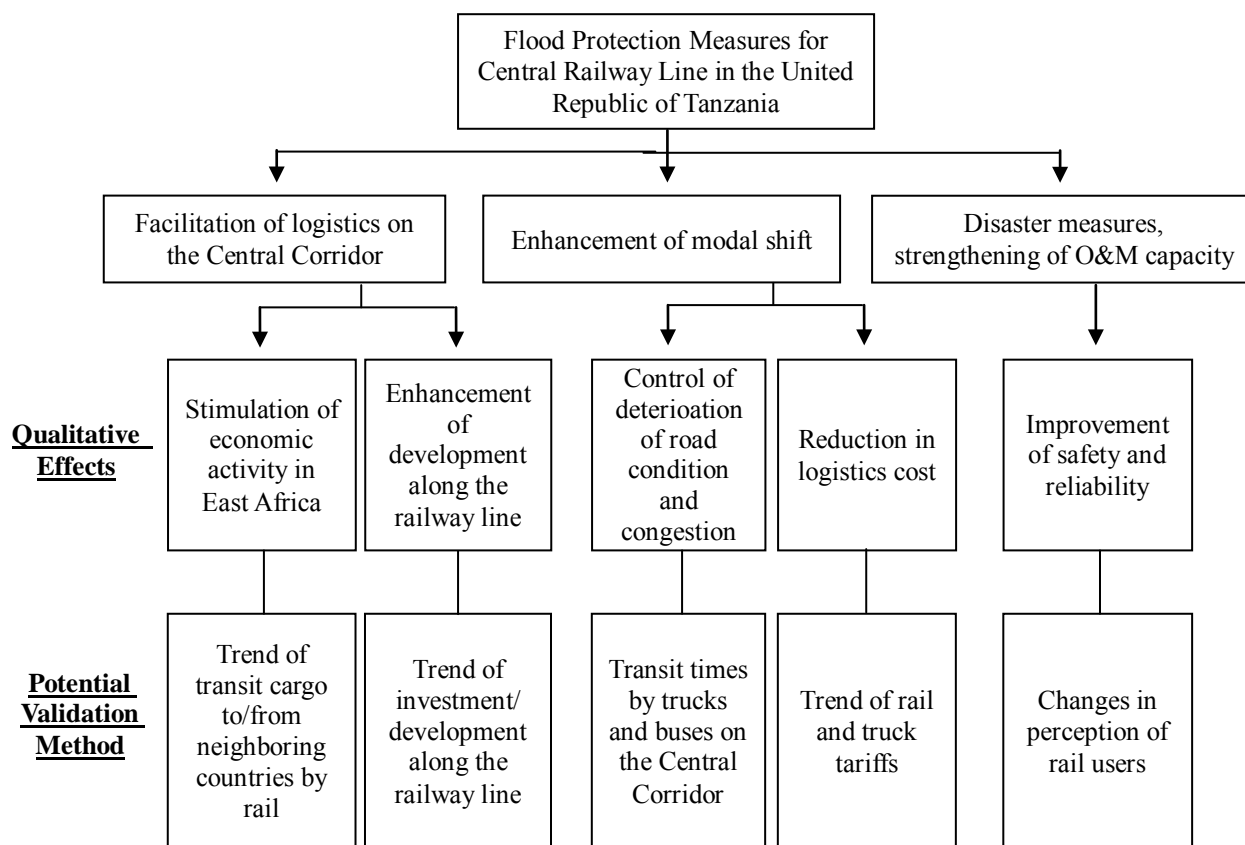 Flood Protection Measures for
Central Railway Line in the United
Republic of Tanzania
Facilitation of logistics on
the Central Corridor
Enhancement of modal shift
Disaster measures,
strengthening of O&M capacity
Qualitative
Effects
Stimulation of
economic
activity in
East Africa
Enhancement
of
development
along the
railway line
Control of
deterioation
of road
condition
and
congestion
Reduction in
logistics cost
Improvement
of safety and
reliability
Potential
Validation
Method
Trend of
transit cargo
to/from
neighboring
countries by
rail
Trend of
investment/
development
along the
railway line
Transit times
by trucks
and buses on
the Central
Corridor
Trend of rail
and truck
tariffs
Changes in
perception of
rail users